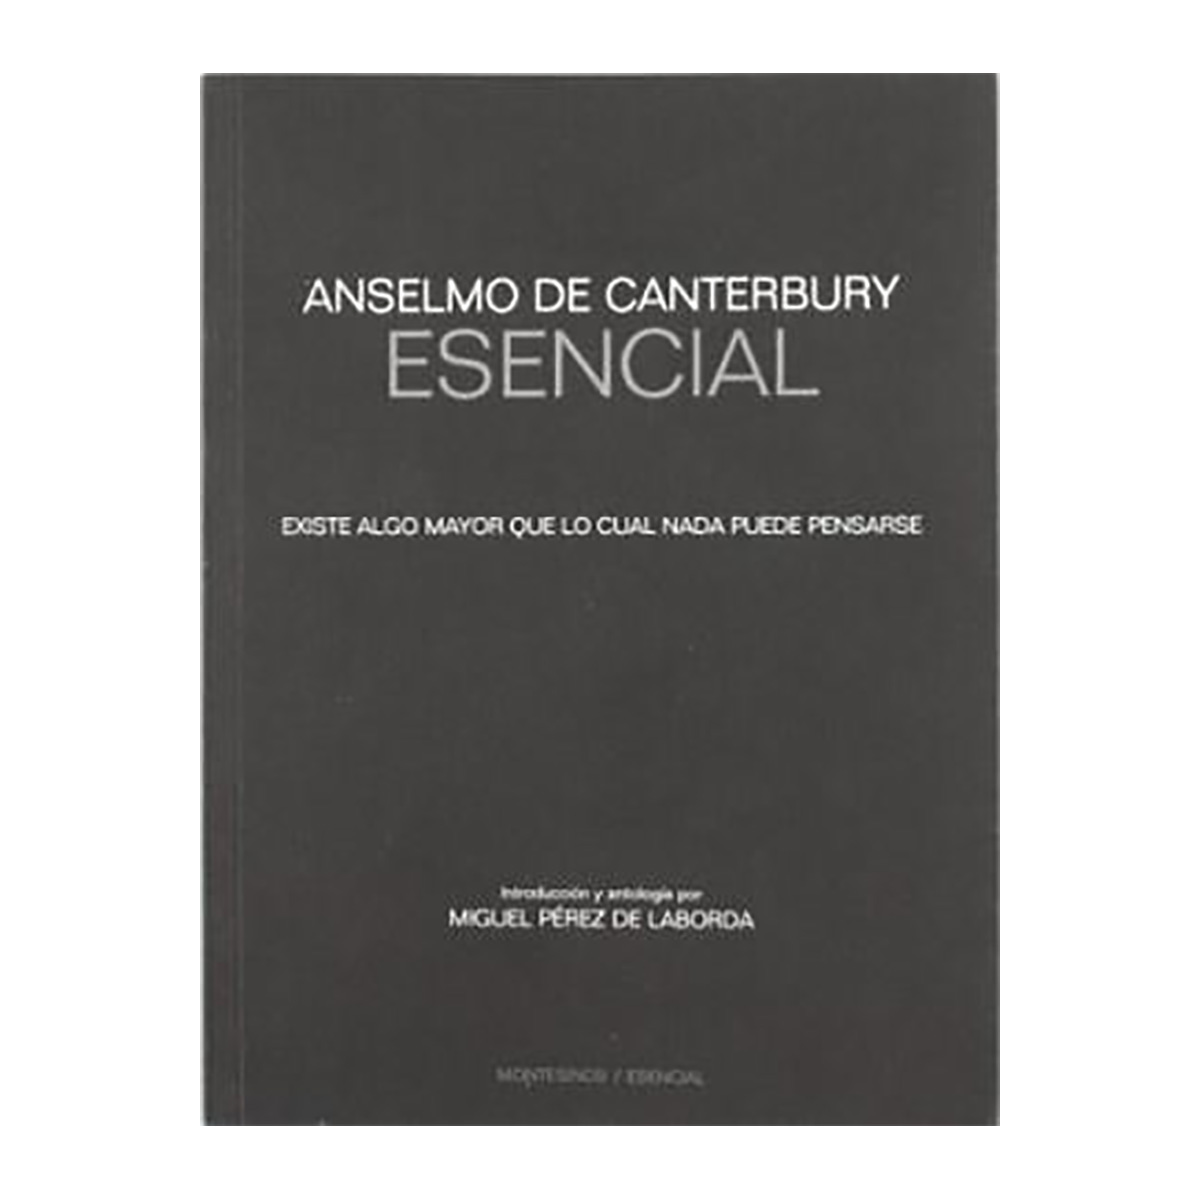 ANSELMO DE CANTERBURY
ESENCIAL
EXISTE ALGO MAYOR QUE LO CUAL NADA PUEDE PENSARSE
Introducción y antología por
MIGUEL PÉREZ DE LABORDA
MONTESINOS / ESENCIAL